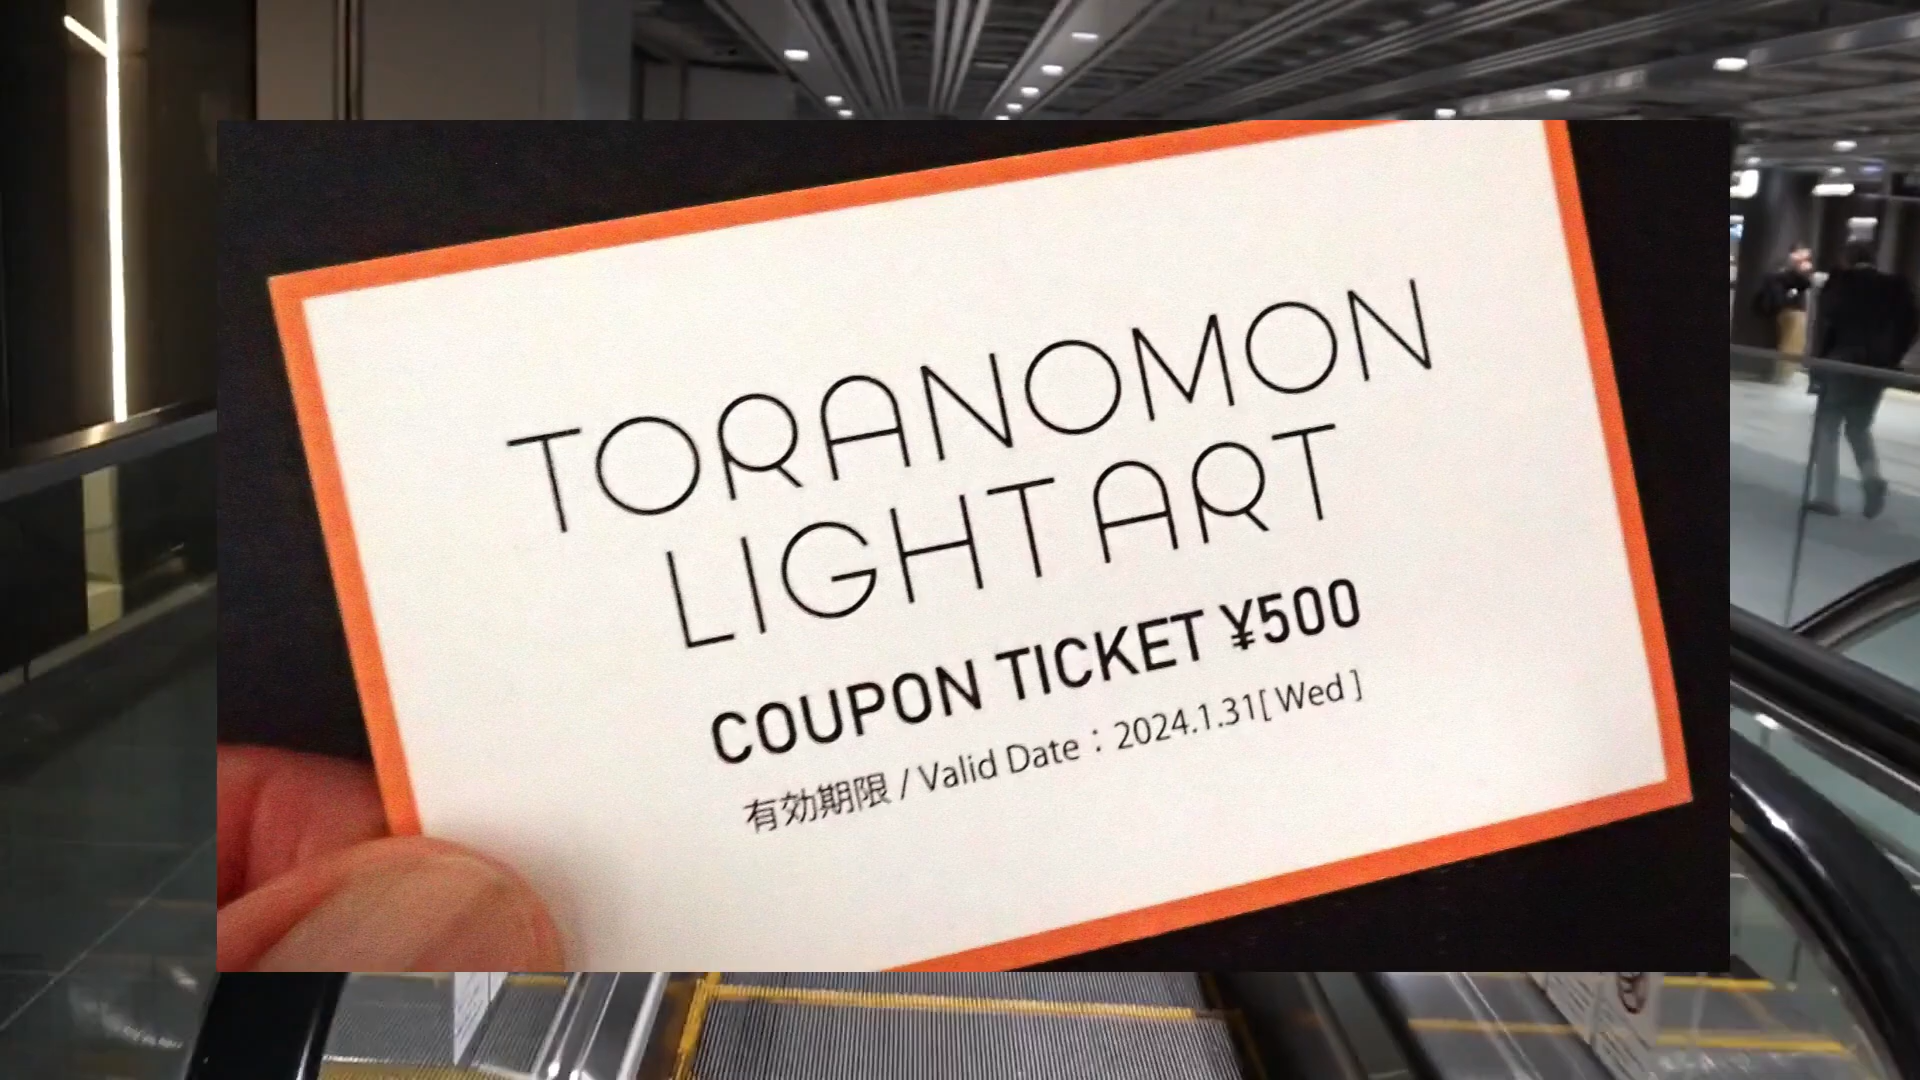 TORANOMON
LIGHT ART
COUPON TICKET ¥500
有効期限 / Valid Date：2024.1.31[ Wed ]